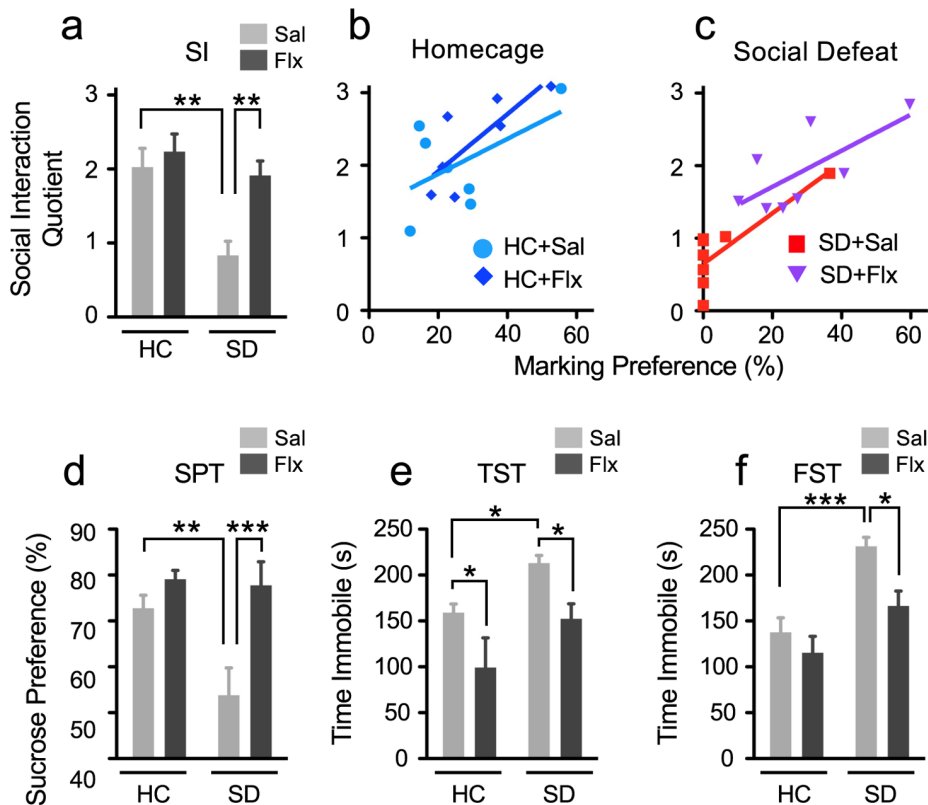 a
SI
Sal
Flx
Social Interaction
Quotient
3
2
1
0
**
**
HC
SD
b
Homecage
3
2
1
0
0
20
40
60
HC+Sal
HC+Flx
c
Social Defeat
3
2
1
0
0
20
40
60
SD+Sal
SD+Flx
Marking Preference (%)
d
SPT
Sal
Flx
Sucrose Preference (%)
90
80
70
60
50
40
**
***
HC
SD
e
TST
Sal
Flx
Time Immobile (s)
250
200
150
100
50
0
*
*
*
HC
SD
f
FST
Sal
Flx
Time Immobile (s)
250
200
150
100
50
0
***
*
HC
SD